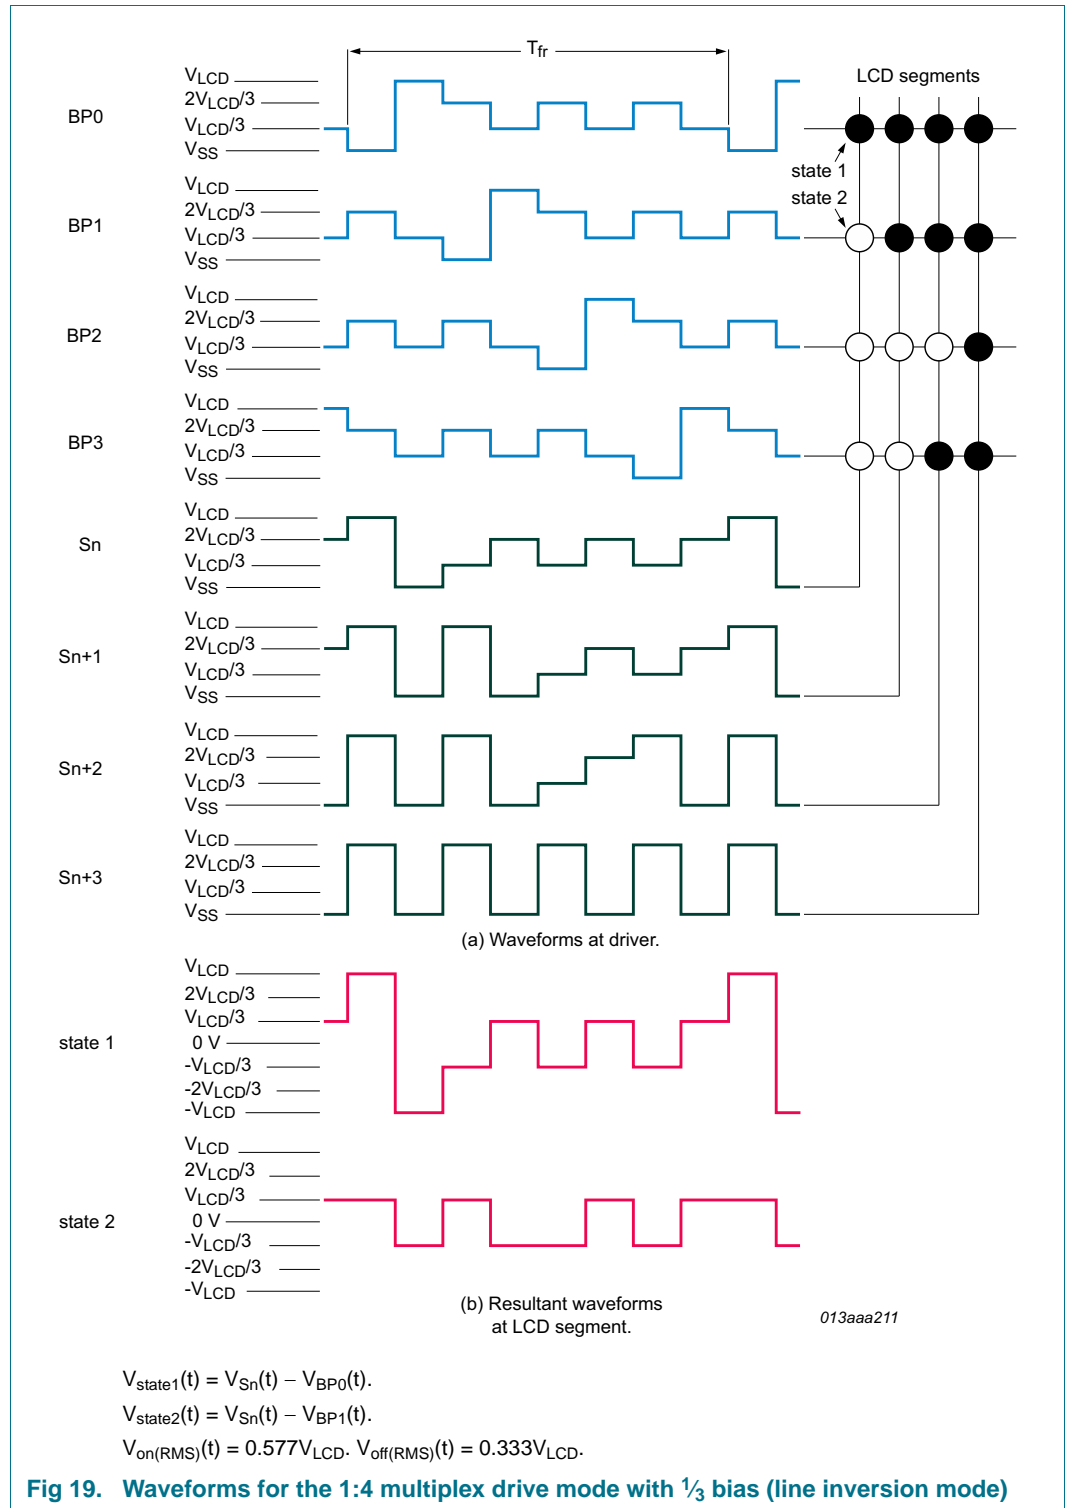 Tfr
BP0
VLCD
2VLCD/3
VLCD/3
VSS
LCD segments
state 1
state 2
BP1
VLCD
2VLCD/3
VLCD/3
VSS
BP2
VLCD
2VLCD/3
VLCD/3
VSS
BP3
VLCD
2VLCD/3
VLCD/3
VSS
Sn
VLCD
2VLCD/3
VLCD/3
VSS
Sn+1
VLCD
2VLCD/3
VLCD/3
VSS
Sn+2
VLCD
2VLCD/3
VLCD/3
VSS
Sn+3
VLCD
2VLCD/3
VLCD/3
VSS
(a) Waveforms at driver.
state 1
VLCD
2VLCD/3
VLCD/3
0 V
-VLCD/3
-2VLCD/3
-VLCD
state 2
VLCD
2VLCD/3
VLCD/3
0 V
-VLCD/3
-2VLCD/3
-VLCD
(b) Resultant waveforms
at LCD segment.
013aaa211
Vstate1(t) = VSn(t) − VBP0(t).
Vstate2(t) = VSn(t) − VBP1(t).
Von(RMS)(t) = 0.577VLCD. Voff(RMS)(t) = 0.333VLCD.
Fig 19. Waveforms for the 1:4 multiplex drive mode with 1⁄3 bias (line inversion mode)